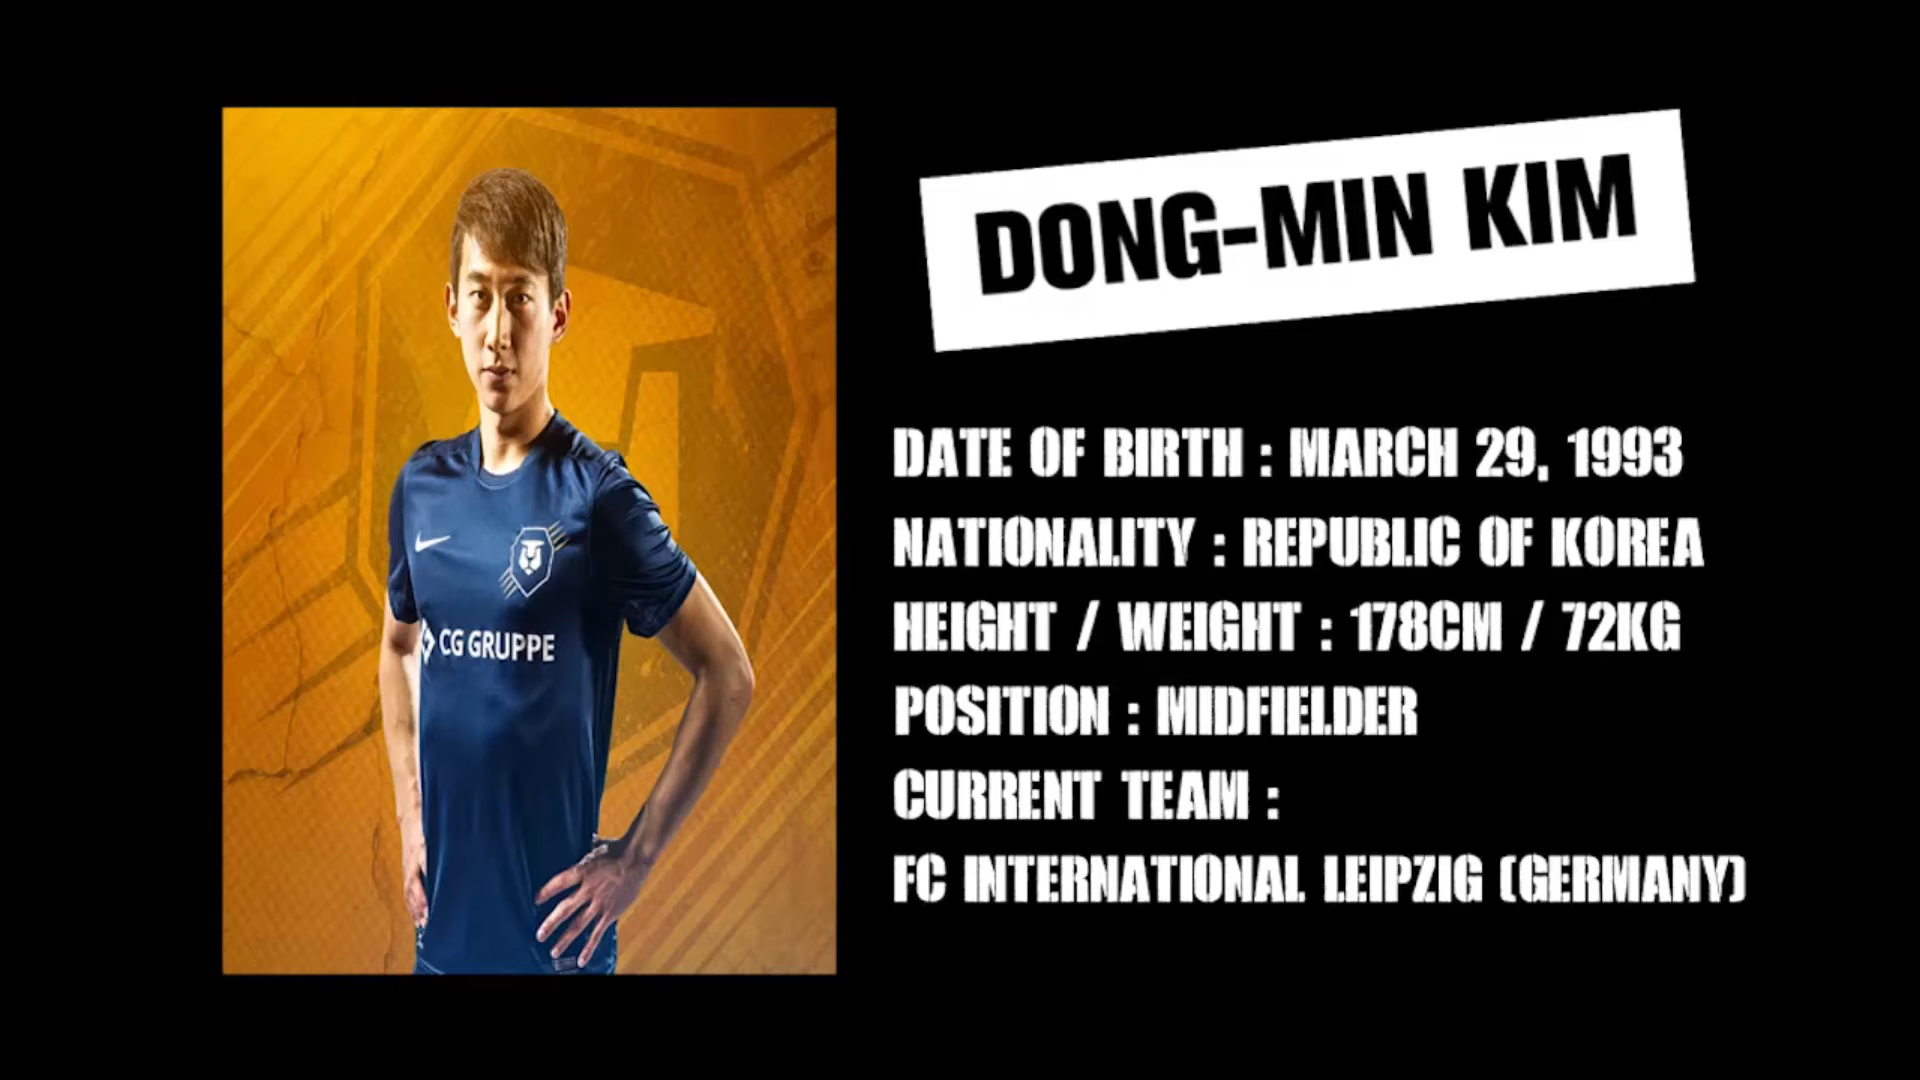 DONG-MIN KIM
DATE OF BIRTH : MARCH 29, 1993
NATIONALITY : REPUBLIC OF KOREA
HEIGHT / WEIGHT : 178CM / 72KG
POSITION : MIDFIELDER
CURRENT TEAM :
FC INTERNATIONAL LEIPZIG (GERMANY)
CG GRUPPE